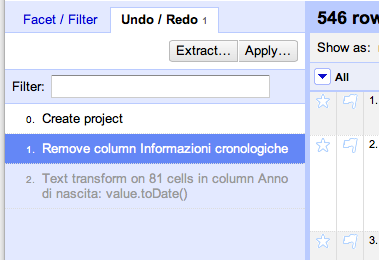 Facet / Filter Undo / Redo 1
546 row
Extract... Apply...
Show as:
Filter:
All
0. Create project
1. Remove column Informazioni cronologiche
2. Text transform on 81 cells in column Anno
di nascita: value.toDate()
1.
2.
3.